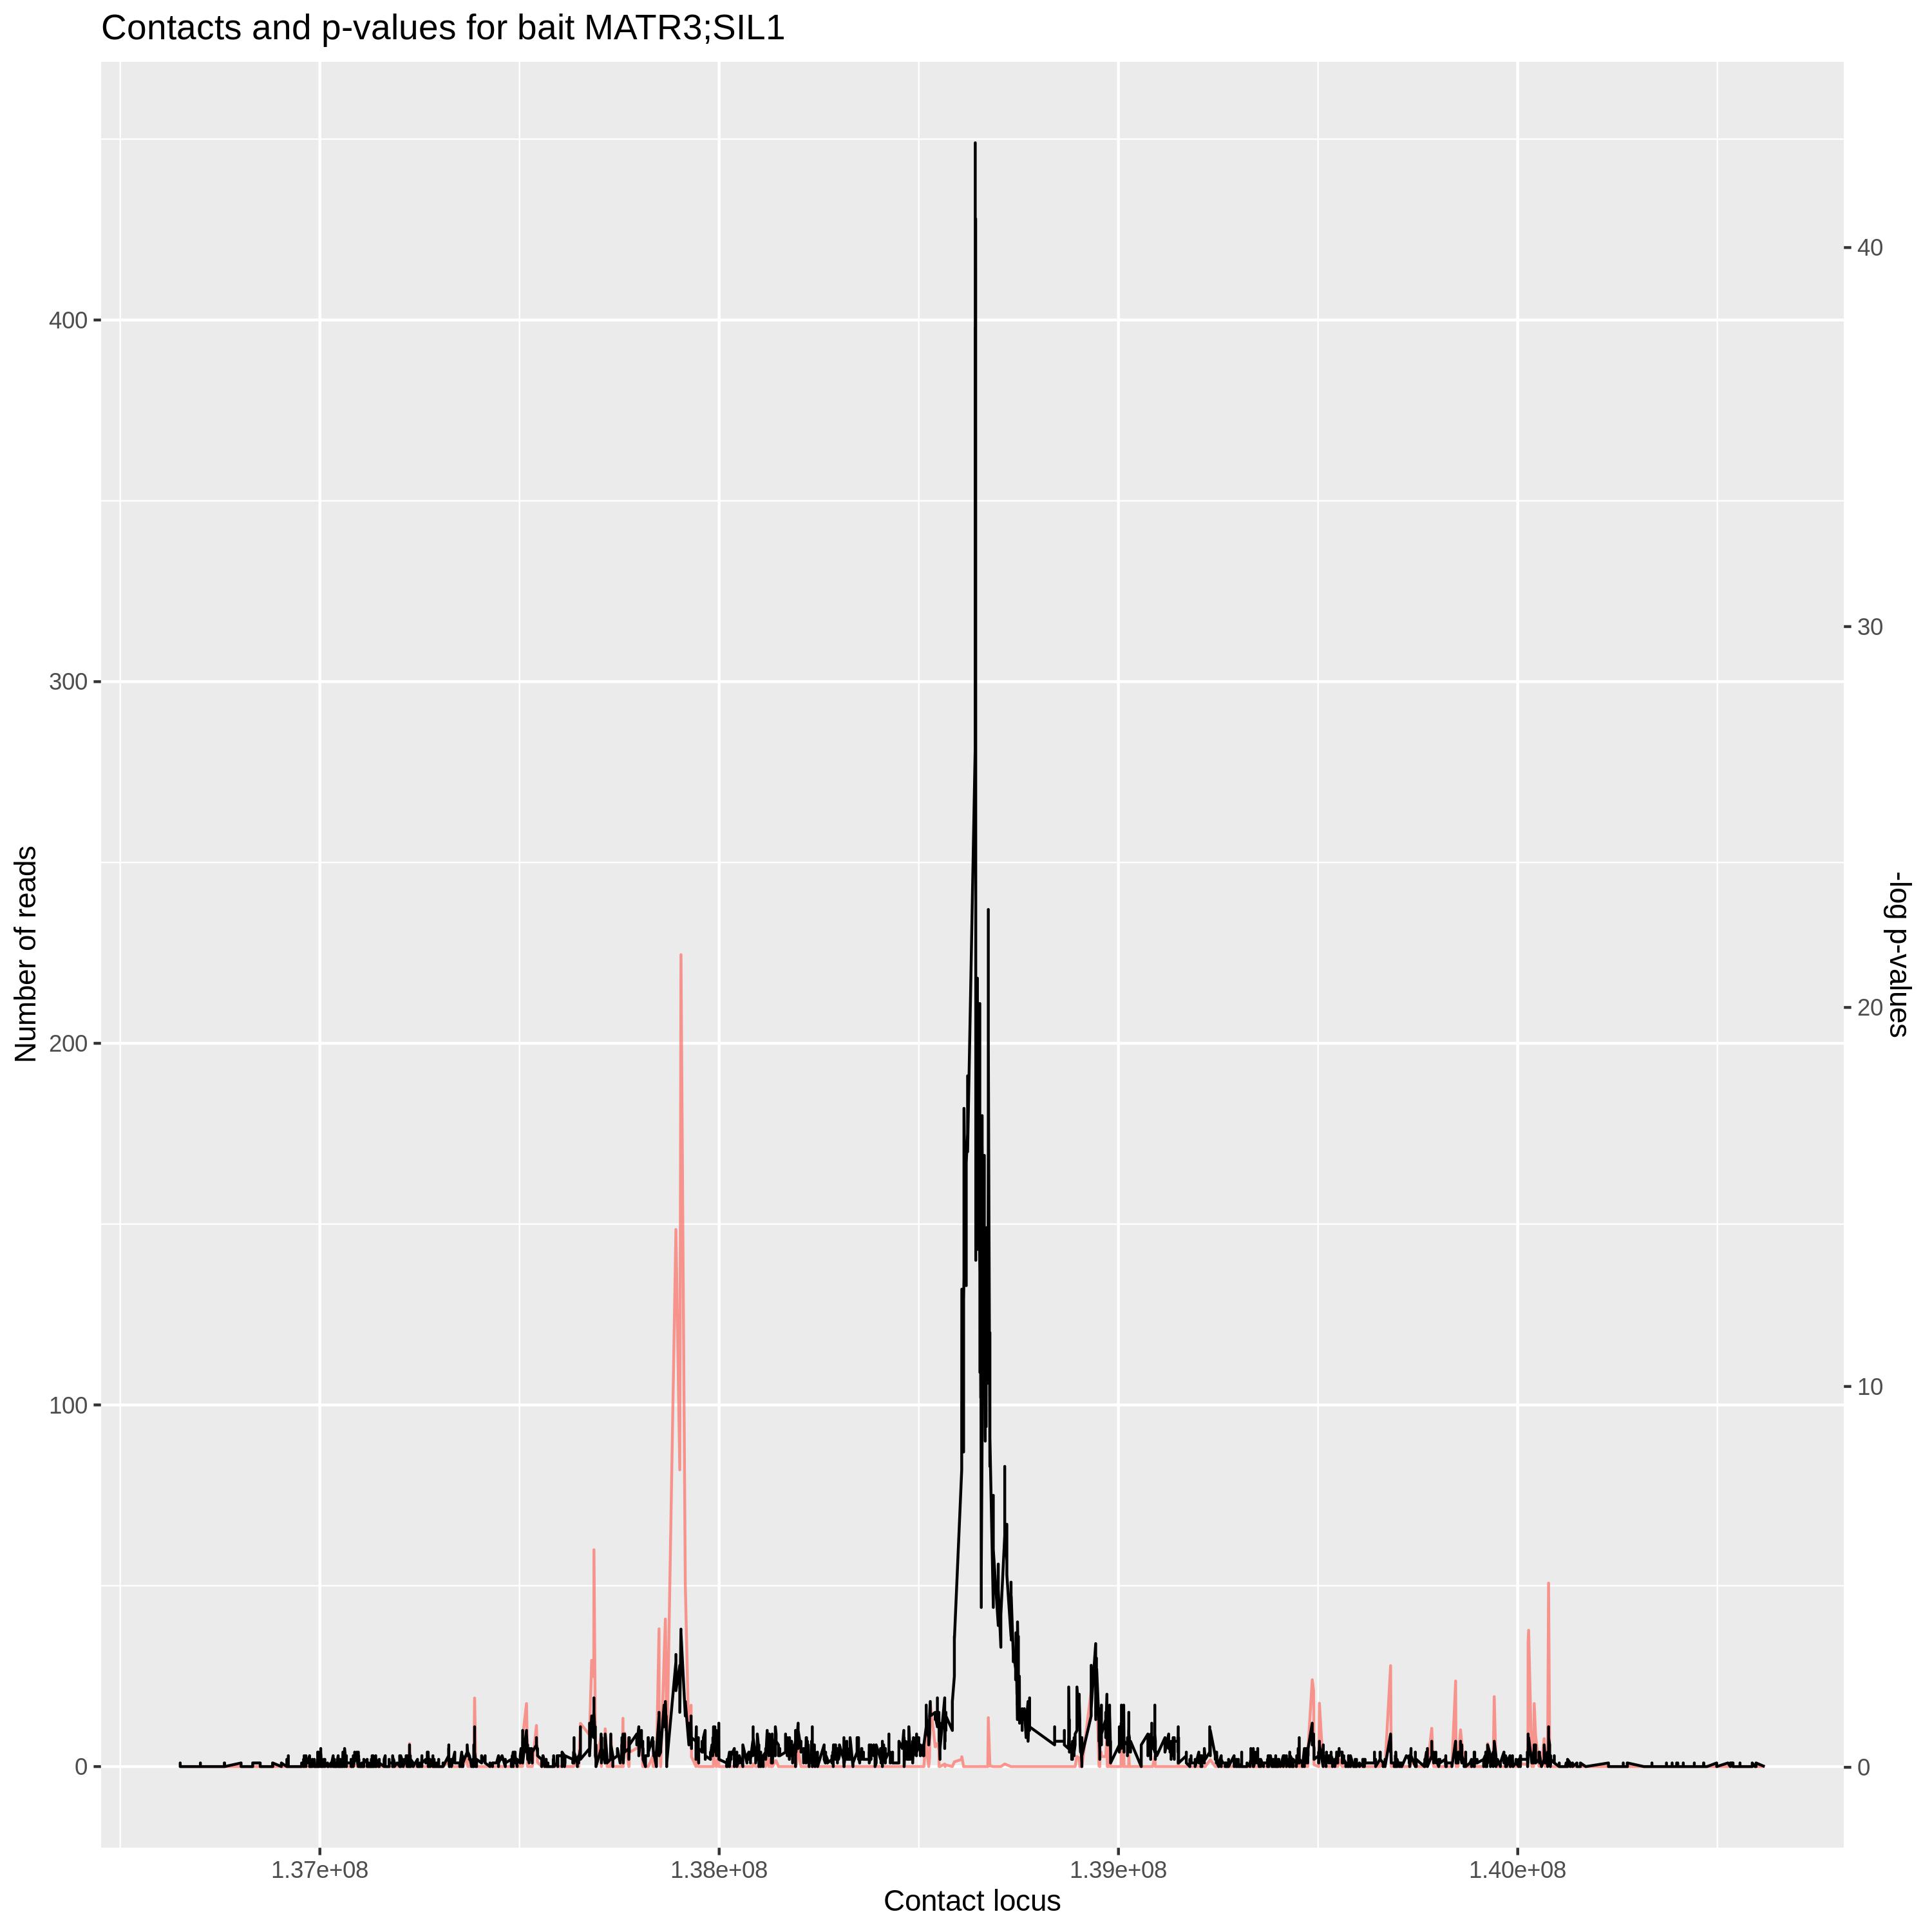 Contacts and p-values for bait MATR3;SIL1
400
300
200
100
0
Number of reads
40
30
20
10
0
-log p-values
1.37e+08
1.38e+08
1.39e+08
1.40e+08
Contact locus